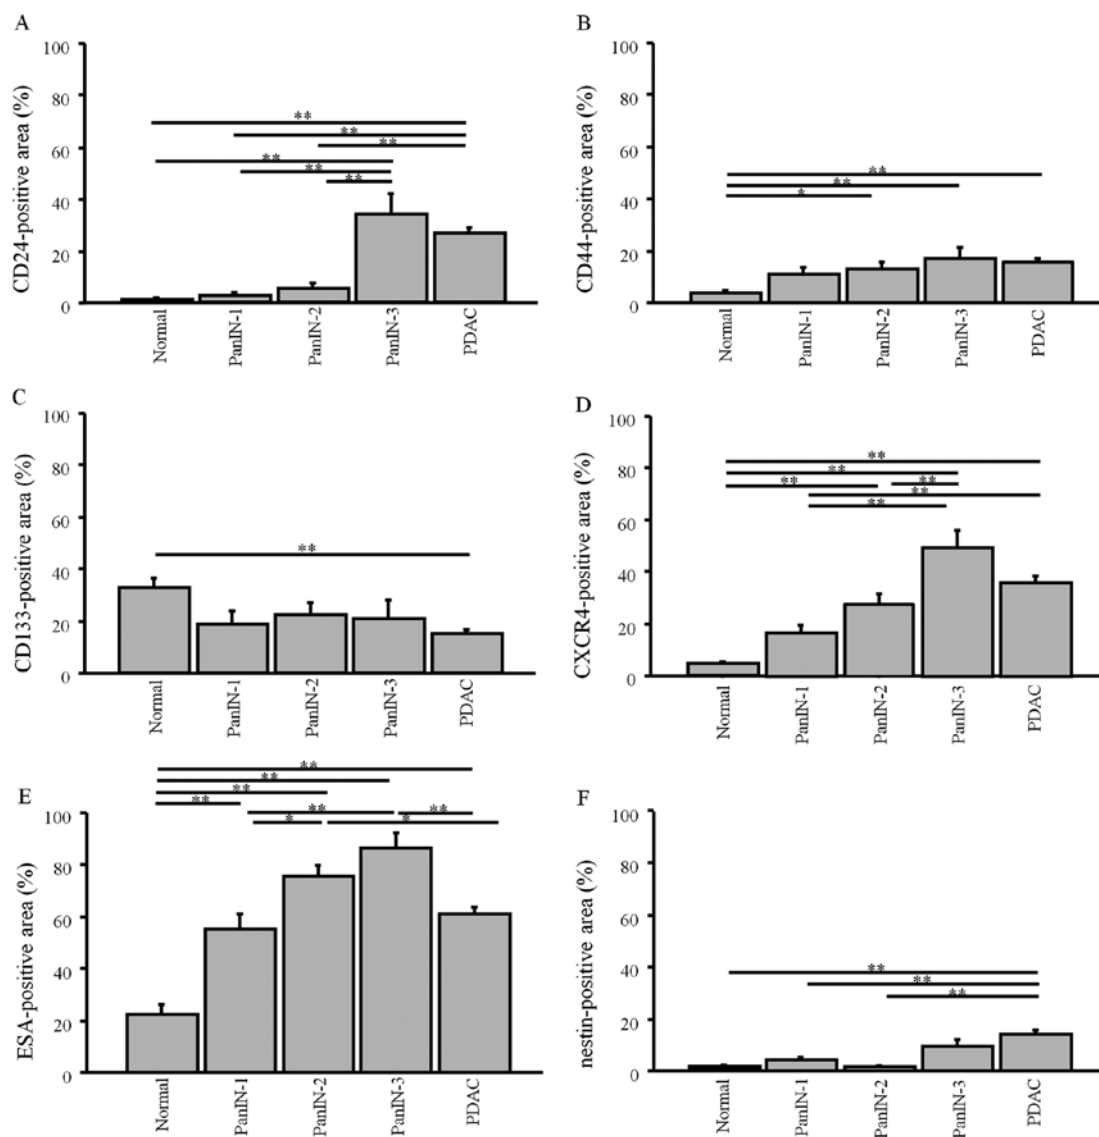 A
CD24-positive area (%)
100
80
60
40
20
0
**
**
**
**
**
**
Normal
PanIN-1
PanIN-2
PanIN-3
PDAC
B
CD44-positive area (%)
100
80
60
40
20
0
**
**
*
Normal
PanIN-1
PanIN-2
PanIN-3
PDAC
C
CD133-positive area (%)
100
80
60
40
20
0
**
Normal
PanIN-1
PanIN-2
PanIN-3
PDAC
D
CXCR4-positive area (%)
100
80
60
40
20
0
**
**
**
**
**
**
Normal
PanIN-1
PanIN-2
PanIN-3
PDAC
E
ESA-positive area (%)
100
80
60
40
20
0
**
**
**
**
**
**
*
*
Normal
PanIN-1
PanIN-2
PanIN-3
PDAC
F
nestin-positive area (%)
100
80
60
40
20
0
**
**
**
Normal
PanIN-1
PanIN-2
PanIN-3
PDAC